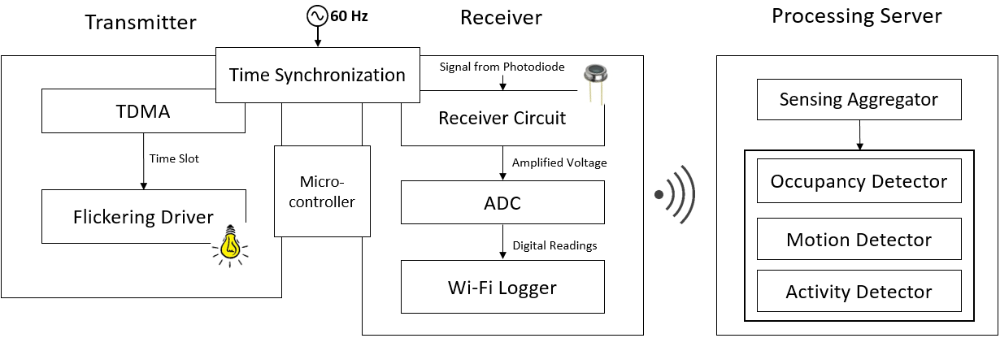 Transmitter
60 Hz
Receiver
Processing Server
Time Synchronization
Signal from Photodiode
TDMA
Receiver Circuit
Sensing Aggregator
Time Slot
Amplified Voltage
Micro-
controller
Flickering Driver
ADC
Occupancy Detector
Digital Readings
Motion Detector
Wi-Fi Logger
Activity Detector